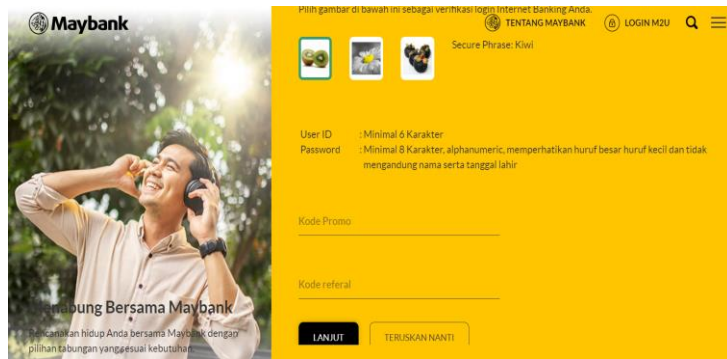 Maybank
Menabung Bersama Maybank
Rencanakan hidup Anda bersama Maybank dengan
pilihan tabungan yang sesuai kebutuhan.
Pilih gambar di bawah ini sebagai verifikasi login Internet Banking Anda.
TENTANG MAYBANK
LOGIN M2U
Secure Phrase: Kiwi
User ID : Minimal 6 Karakter
Password : Minimal 8 Karakter, alphanumeric, memperhatikan huruf besar huruf kecil dan tidak
mengandung nama serta tanggal lahir
Kode Promo
Kode referal
LANJUT
TERUSKAN NANTI